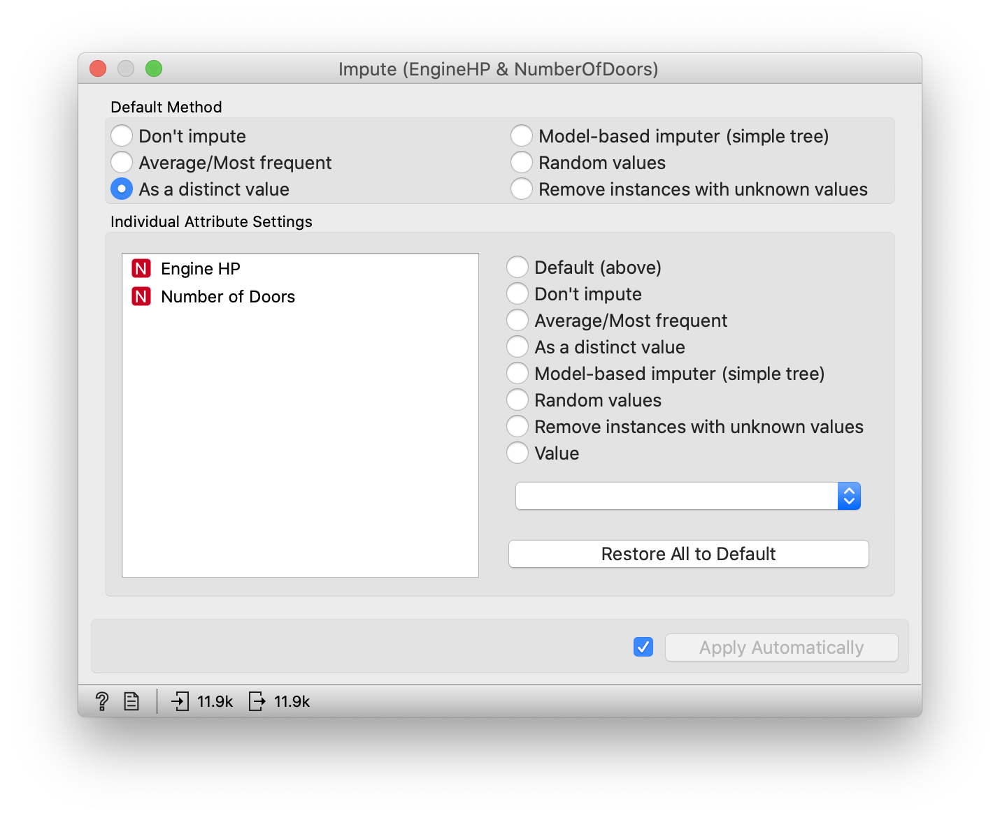 Impute (EngineHP & NumberOfDoors)
Default Method
Don't impute
Average/Most frequent
As a distinct value
Model-based imputer (simple tree)
Random values
Remove instances with unknown values
Individual Attribute Settings
N Engine HP
N Number of Doors
Default (above)
Don't impute
Average/Most frequent
As a distinct value
Model-based imputer (simple tree)
Random values
Remove instances with unknown values
Value
Restore All to Default
Apply Automatically
? 11.9k 11.9k